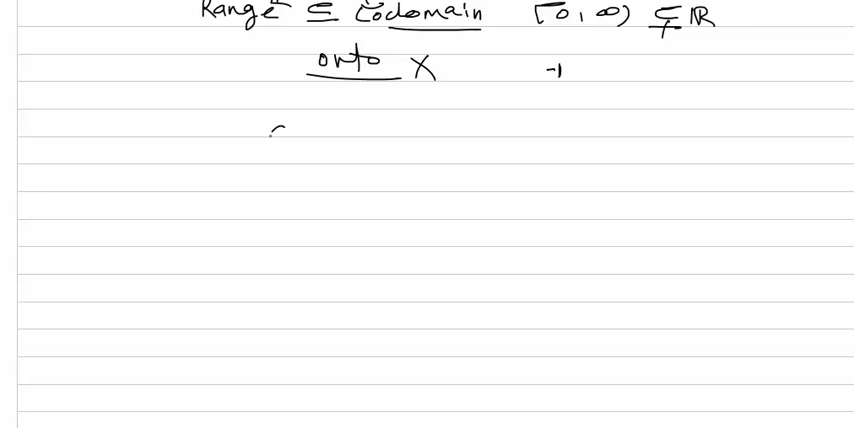 Range ⊆ Codomain [0, ∞) ⊊ ℝ
onto X -1